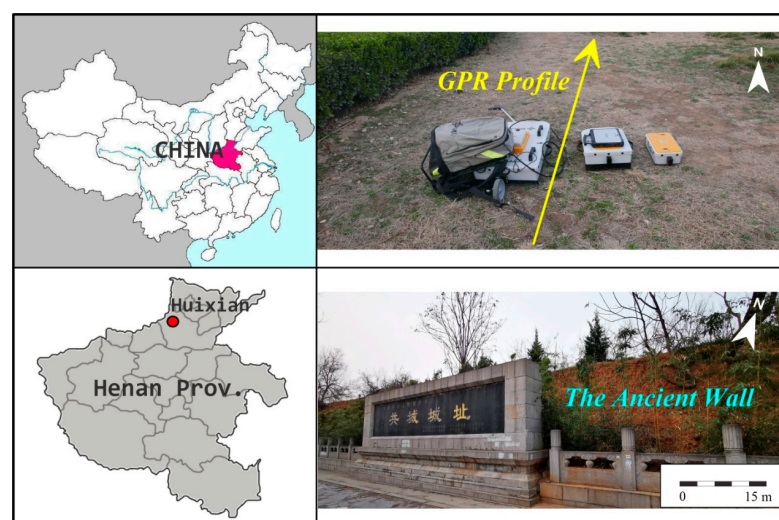 CHINA
GPR Profile
N
Huixian
Henan Prov.
共城城址
The Ancient Wall
0 15 m